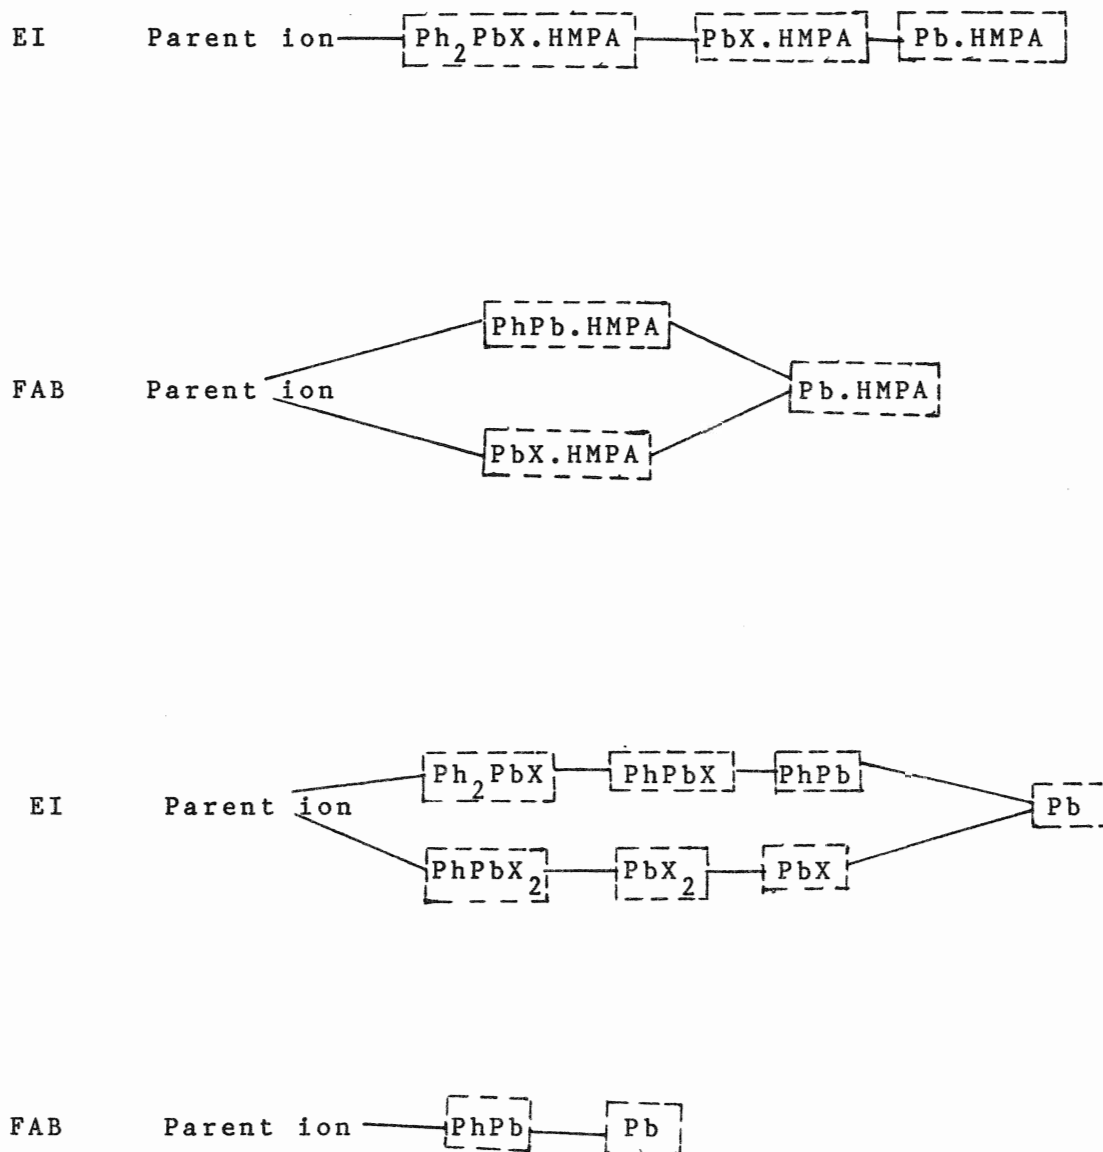 EI Parent ion Ph2PbX.HMPA PbX.HMPA Pb.HMPA
PhPb.HMPA
FAB Parent ion Pb.HMPA
PbX.HMPA
Ph2PbX PhPbX PhPb
EI Parent ion Pb
PhPbX2 PbX2 PbX
FAB Parent ion PhPb Pb